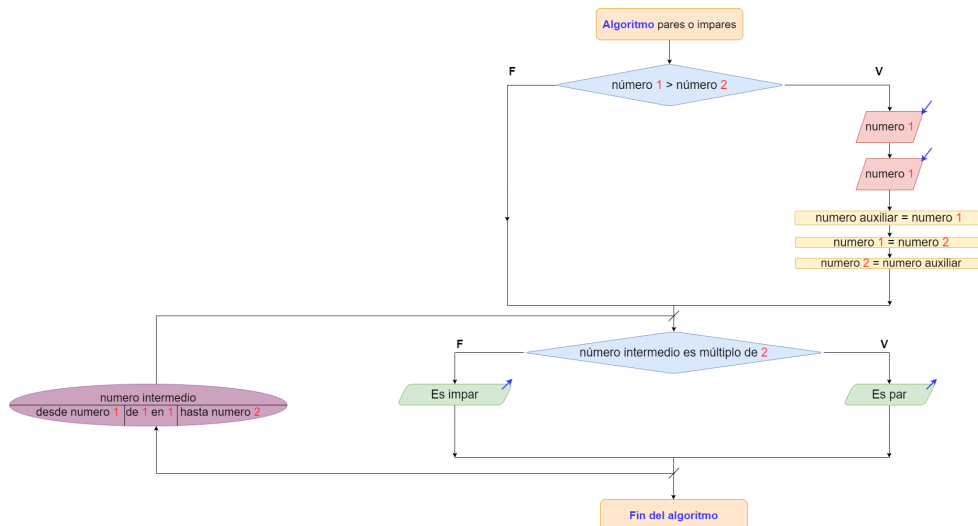 Algoritmo pares o impares
F
V
número 1 > número 2
numero 1
numero 1
numero auxiliar = numero 1
numero 1 = numero 2
numero 2 = numero auxiliar
F
V
número intermedio es múltiplo de 2
Es impar
Es par
numero intermedio
desde numero 1 de 1 en 1 hasta numero 2
Fin del algoritmo